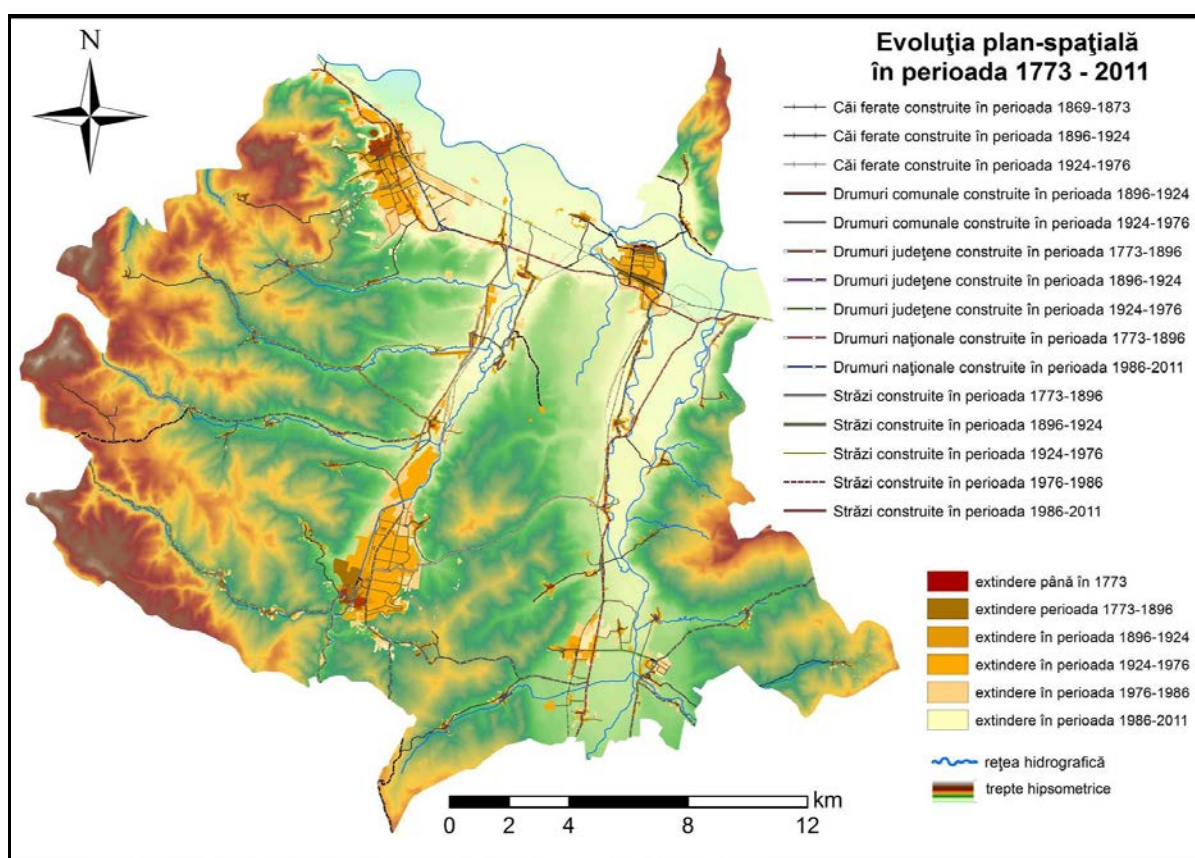 N
Evoluţia plan-spaţială
în perioada 1773 - 2011
Căi ferate construite în perioada 1869-1873
Căi ferate construite în perioada 1896-1924
Căi ferate construite în perioada 1924-1976
Drumuri comunale construite în perioada 1896-1924
Drumuri comunale construite în perioada 1924-1976
Drumuri judeţene construite în perioada 1773-1896
Drumuri judeţene construite în perioada 1896-1924
Drumuri judeţene construite în perioada 1924-1976
Drumuri naţionale construite în perioada 1773-1896
Drumuri naţionale construite în perioada 1986-2011
Străzi construite în perioada 1773-1896
Străzi construite în perioada 1896-1924
Străzi construite în perioada 1924-1976
Străzi construite în perioada 1976-1986
Străzi construite în perioada 1986-2011
extindere până în 1773
extindere perioada 1773-1896
extindere în perioada 1896-1924
extindere în perioada 1924-1976
extindere în perioada 1976-1986
extindere în perioada 1986-2011
reţea hidrografică
trepte hipsometrice
km
0 2 4 8 12